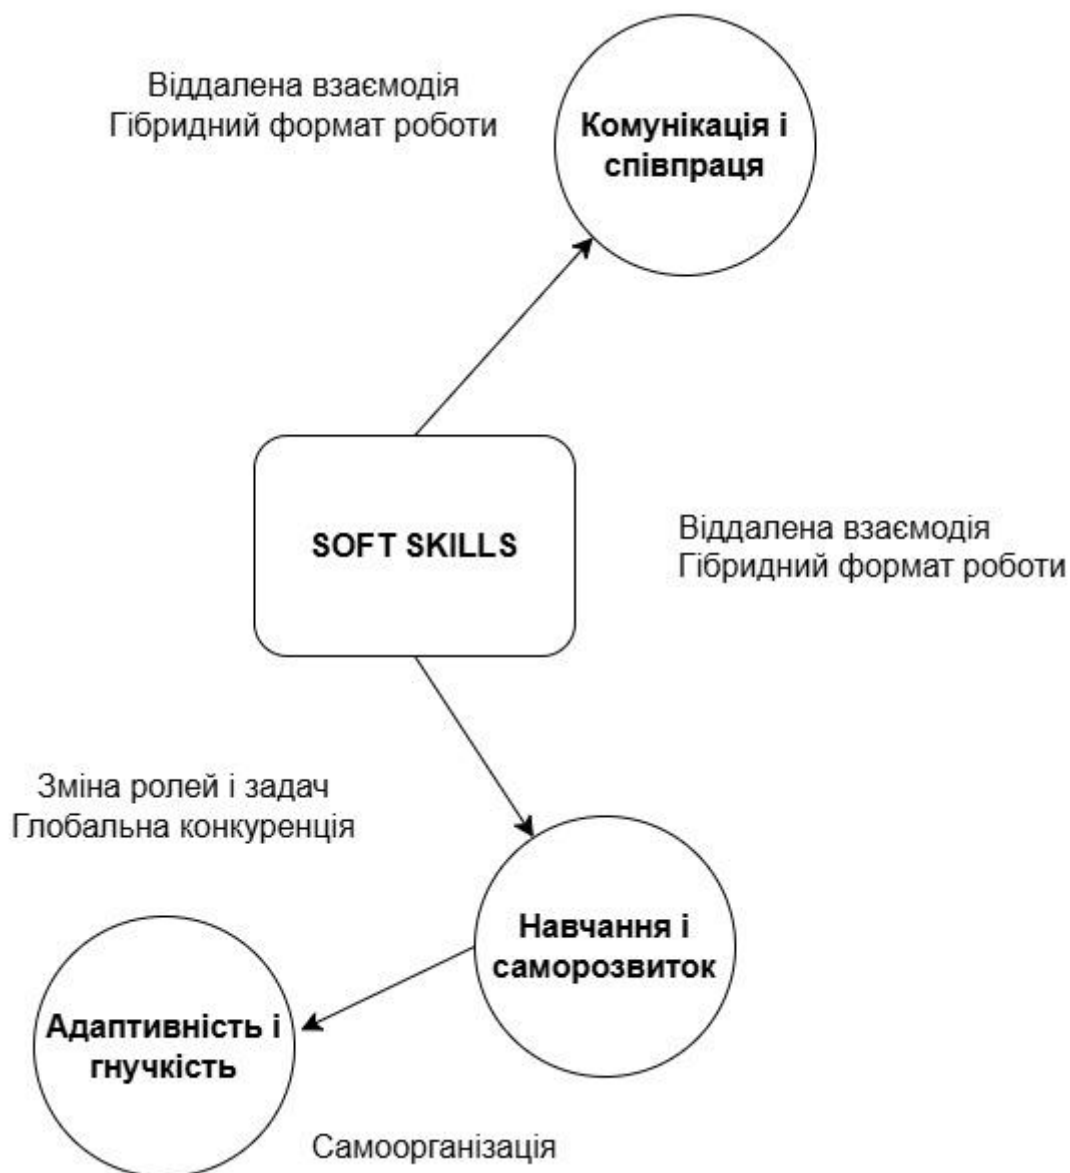 Віддалена взаємодія
Гібридний формат роботи
Комунікація і
співпраця
SOFT SKILLS
Віддалена взаємодія
Гібридний формат роботи
Зміна ролей і задач
Глобальна конкуренція
Навчання і
саморозвиток
Адаптивність і
гнучкість
Самоорганізація